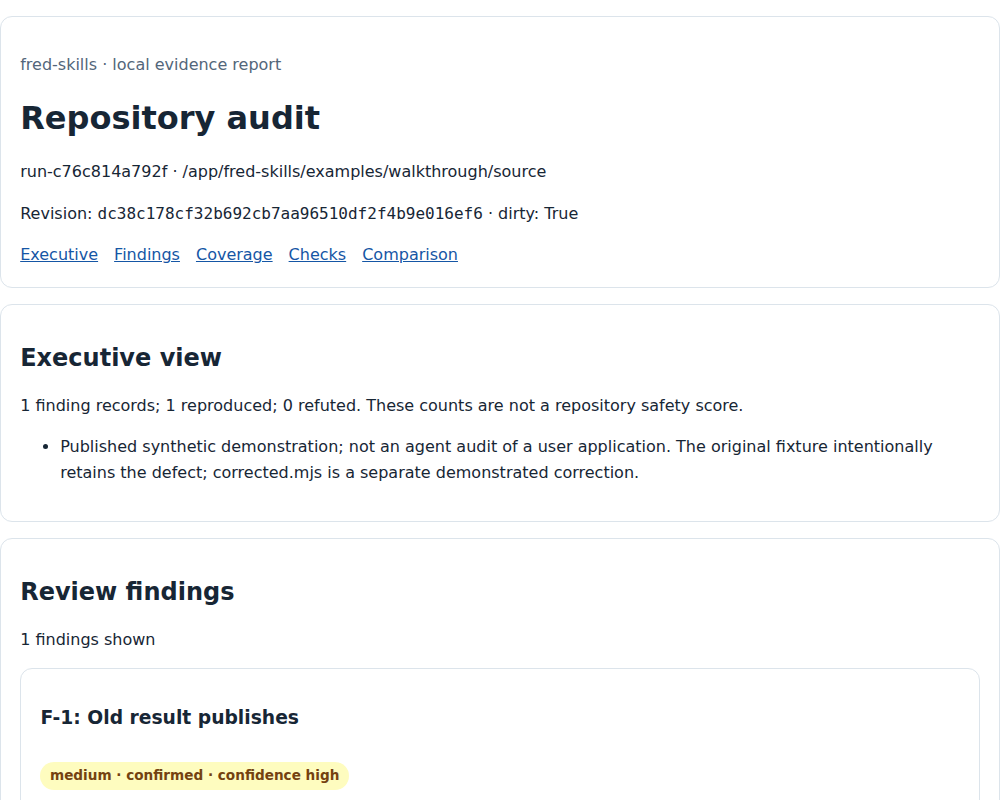 fred-skills · local evidence report
Repository audit
run-c76c814a792f · /app/fred-skills/examples/walkthrough/source
Revision: dc38c178cf32b692cb7aa96510df2f4b9e016ef6 · dirty: True
Executive Findings Coverage Checks Comparison
Executive view
1 finding records; 1 reproduced; 0 refuted. These counts are not a repository safety score.
• Published synthetic demonstration; not an agent audit of a user application. The original fixture intentionally
retains the defect; corrected.mjs is a separate demonstrated correction.
Review findings
1 findings shown
F-1: Old result publishes
medium · confirmed · confidence high